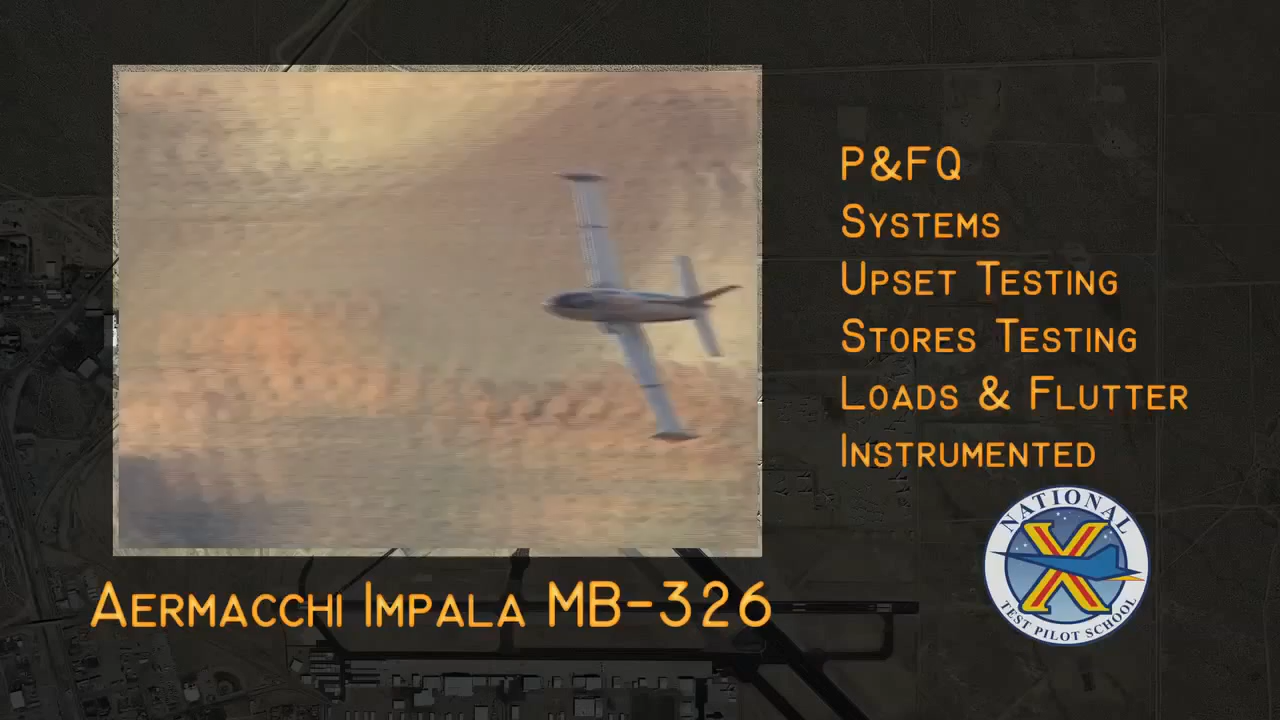 P&FQ
Systems
Upset Testing
Stores Testing
Loads & Flutter
Instrumented
Aermacchi Impala MB-326
NATIONAL
X
TEST PILOT SCHOOL